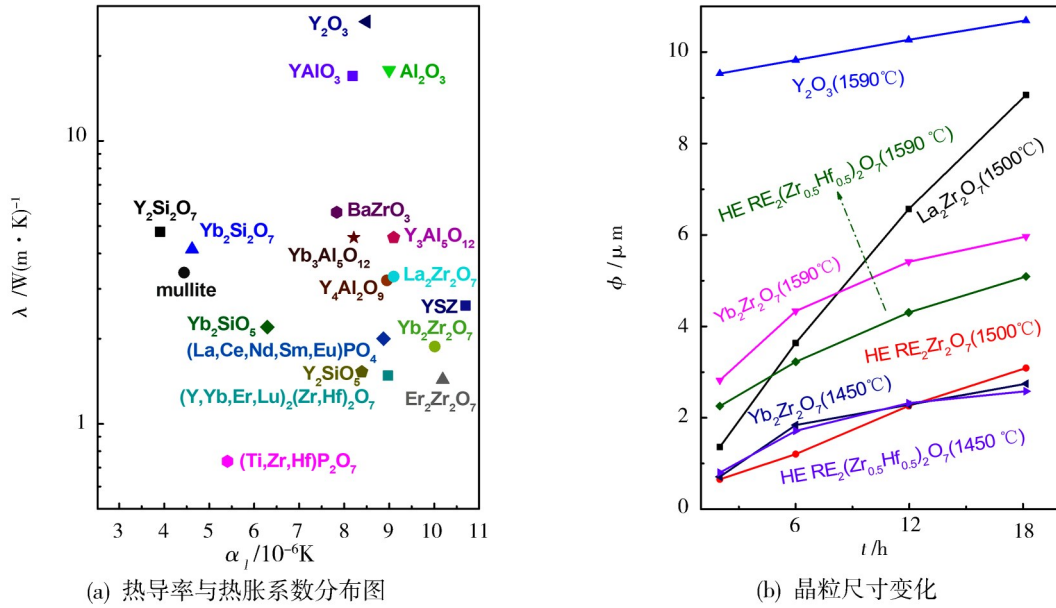 Y₂O₃
YAlO₃
Al₂O₃
10
Y₂Si₂O₇
Yb₂Si₂O₇
mullite
BaZrO₃
Y₃Al₅O₁₂
Yb₃Al₅O₁₂
La₂Zr₂O₇
Y₄Al₂O₉
YSZ
Yb₂SiO₅
Yb₂Zr₂O₇
(La,Ce,Nd,Sm,Eu)PO₄
Y₂SiO₅
(Y,Yb,Er,Lu)₂(Zr,Hf)₂O₇
Er₂Zr₂O₇
1
(Ti,Zr,Hf)P₂O₇
λ /W(m·K)⁻¹
3 4 5 6 7 8 9 10 11
α_l /10⁻⁶K
(a) 热导率与热胀系数分布图
10
8
6
4
2
0
ϕ / μm
Y₂O₃(1590℃)
HE RE₂(Zr₀.₅Hf₀.₅)₂O₇(1590 ℃)
La₂Zr₂O₇(1500℃)
Yb₂Zr₂O₇(1590℃)
HE RE₂Zr₂O₇(1500℃)
Yb₂Zr₂O₇(1450℃)
HE RE₂(Zr₀.₅Hf₀.₅)₂O₇(1450 ℃)
6 12 18
t /h
(b) 晶粒尺寸变化